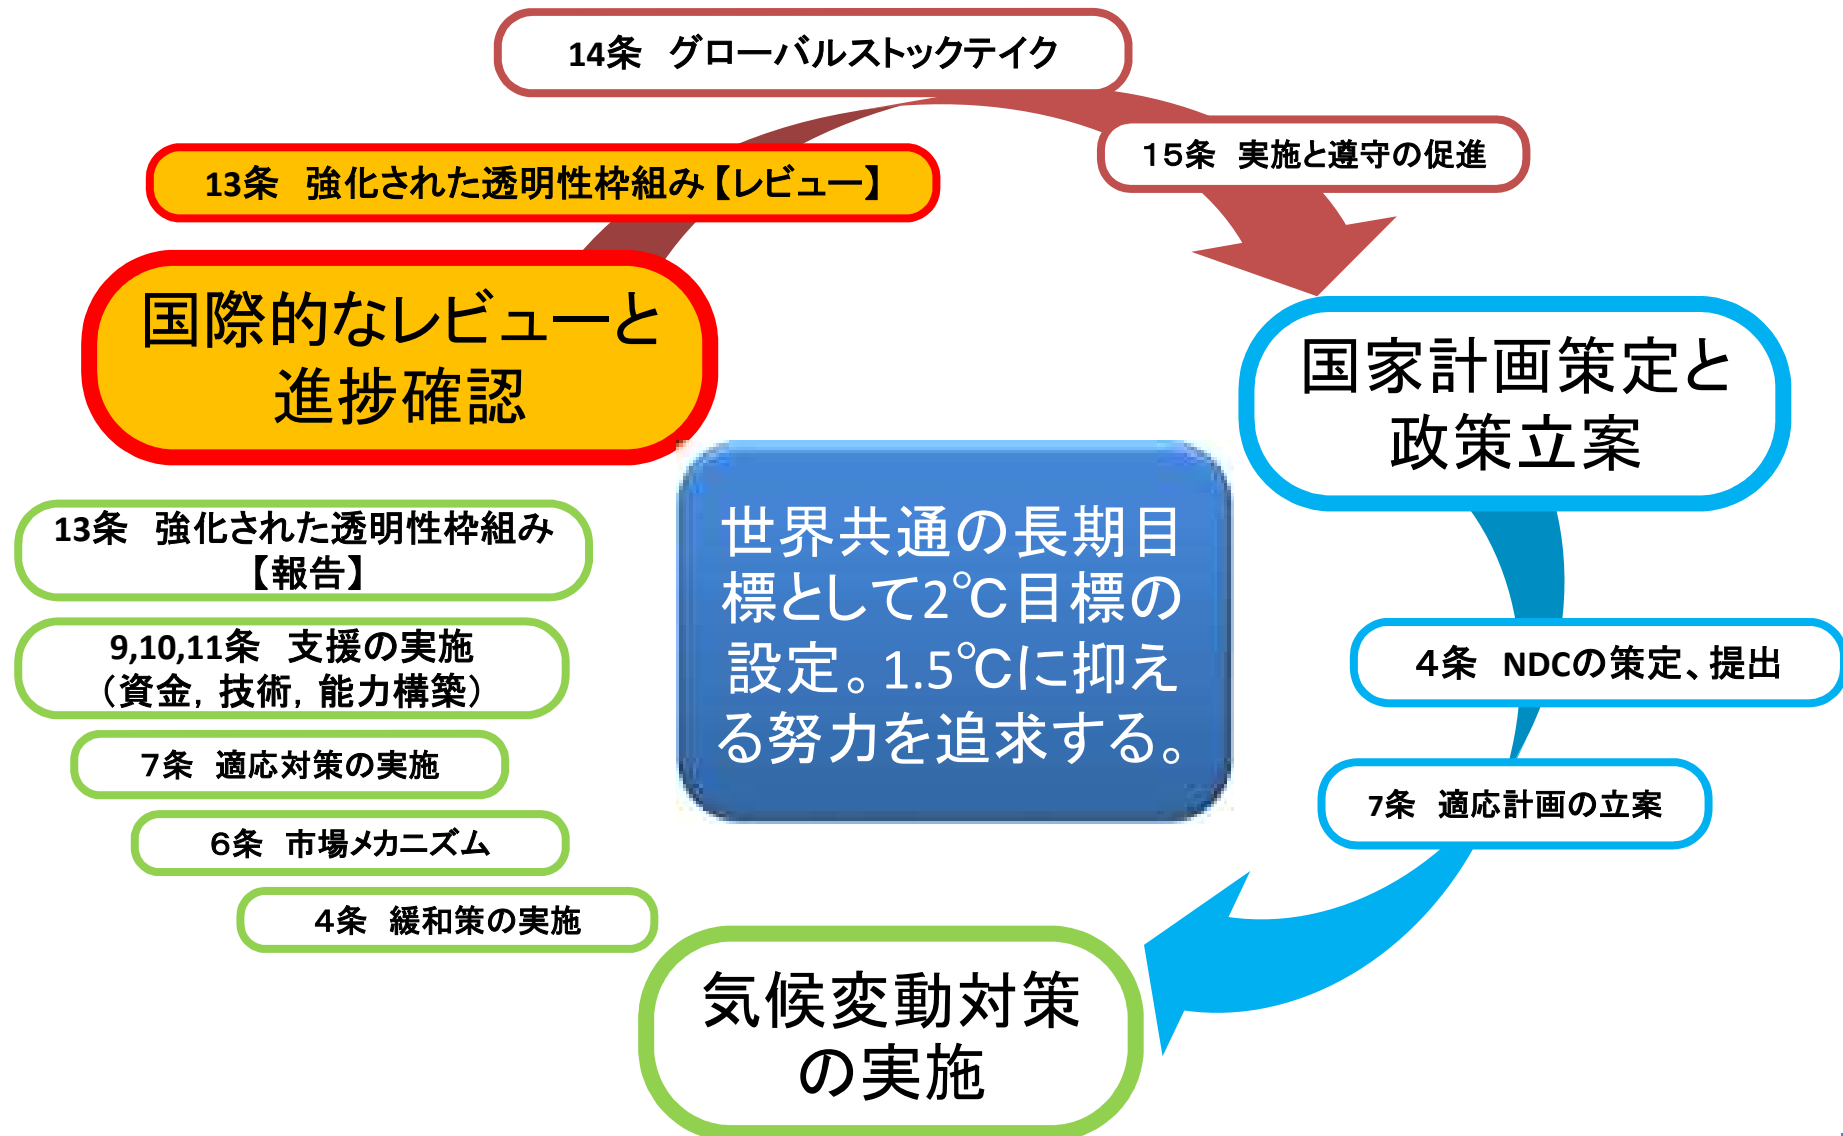 14条　グローバルストックテイク
15条　実施と遵守の促進
13条　強化された透明性枠組み【レビュー】
国際的なレビューと
進捗確認
国家計画策定と
政策立案
世界共通の長期目
標として2℃目標の
設定。1.5℃に抑え
る努力を追求する。
13条　強化された透明性枠組み
【報告】
9,10,11条　支援の実施
（資金，技術，能力構築）
7条　適応対策の実施
６条　市場メカニズム
４条　緩和策の実施
４条　NDCの策定、提出
7条　適応計画の立案
気候変動対策
の実施